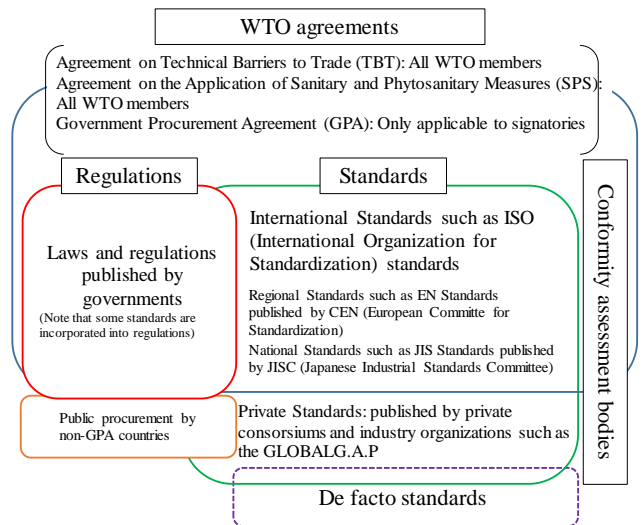 WTO agreements
Agreement on Technical Barriers to Trade (TBT): All WTO members
Agreement on the Application of Sanitary and Phytosanitary Measures (SPS):
All WTO members
Government Procurement Agreement (GPA): Only applicable to signatories
Regulations
Standards
Laws and regulations
published by
governments
(Note that some standards are
incorporated into regulations)
International Standards such as ISO
(International Organization for
Standardization) standards
Regional Standards such as EN Standards
published by CEN (European Committe for
Standardization)
National Standards such as JIS Standards published
by JISC (Japanese Industrial Standards Committee)
Conformity assessment bodies
Public procurement by
non-GPA countries
Private Standards: published by private
consorsiums and industry organizations such as
the GLOBALG.A.P
De facto standards